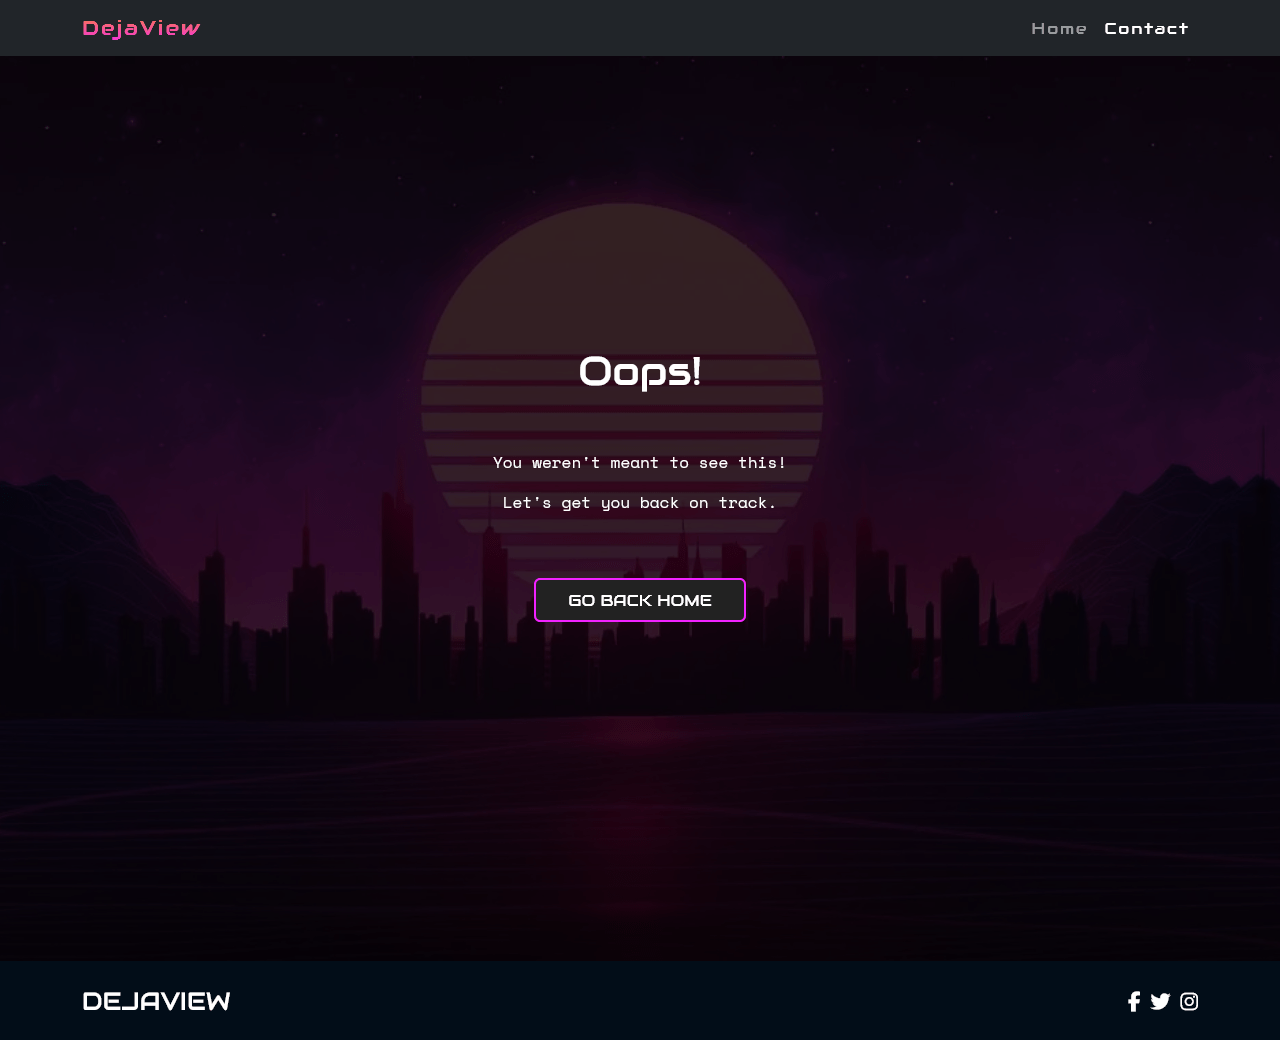 DejaView
Home Contact
Oops!
You weren't meant to see this!
Let's get you back on track.
GO BACK HOME
DEJAVIEW